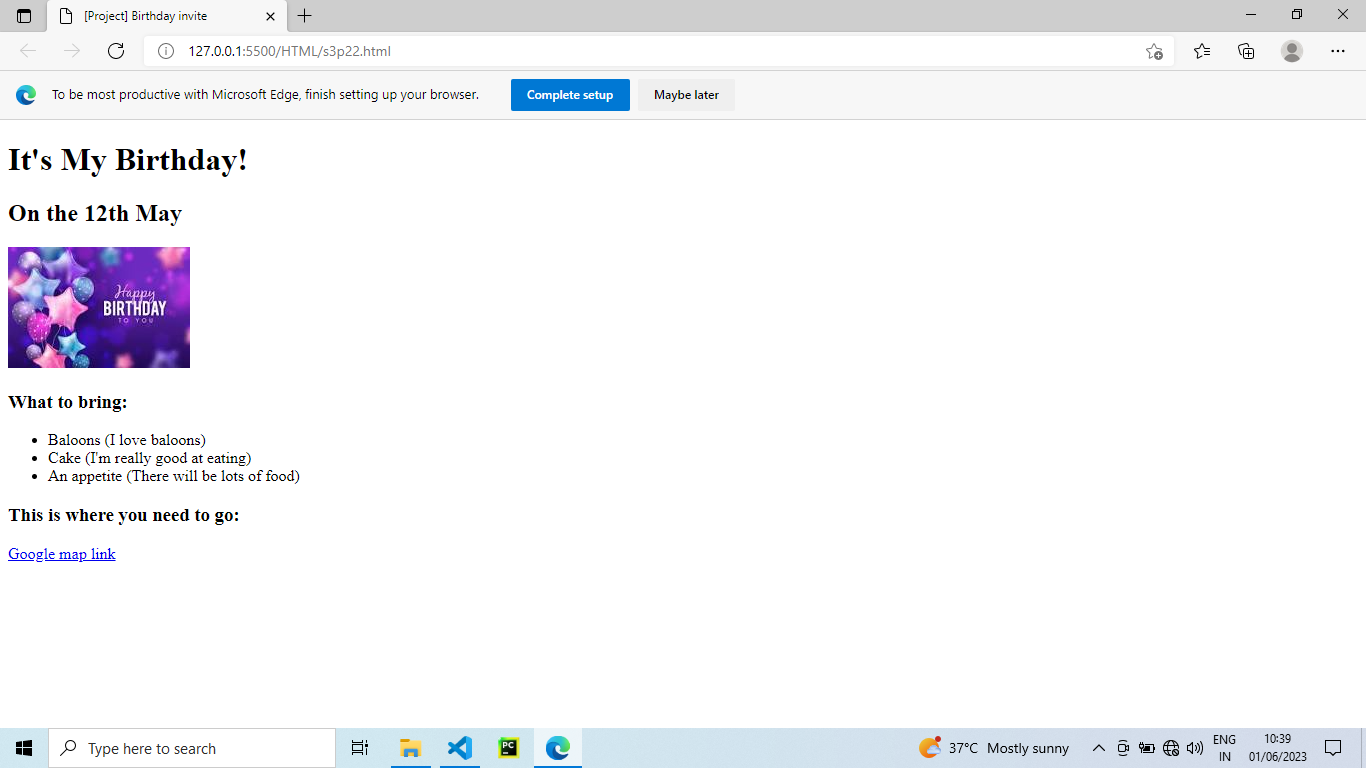 [Project] Birthday invite
127.0.0.1:5500/HTML/s3p22.html
To be most productive with Microsoft Edge, finish setting up your browser.
Complete setup
Maybe later
It's My Birthday!
On the 12th May
Happy
BIRTHDAY
TO YOU
What to bring:
Baloons (I love baloons)
Cake (I'm really good at eating)
An appetite (There will be lots of food)
This is where you need to go:
Google map link
Type here to search
PC
37°C Mostly sunny
ENG
IN
10:39
01/06/2023